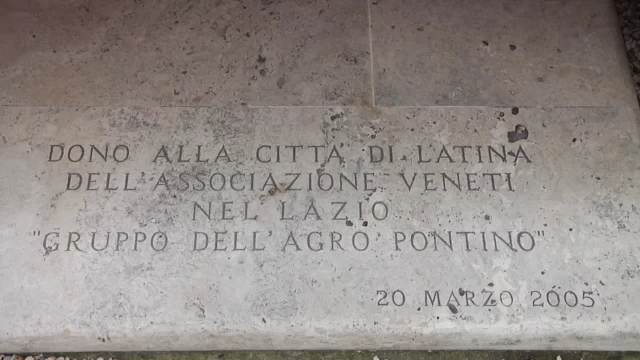 DONO ALLA CITTÀ DI LATINA
DELL'ASSOCIAZIONE VENETI
NEL LAZIO
"GRUPPO DELL'AGRO PONTINO"
20 MARZO 2005